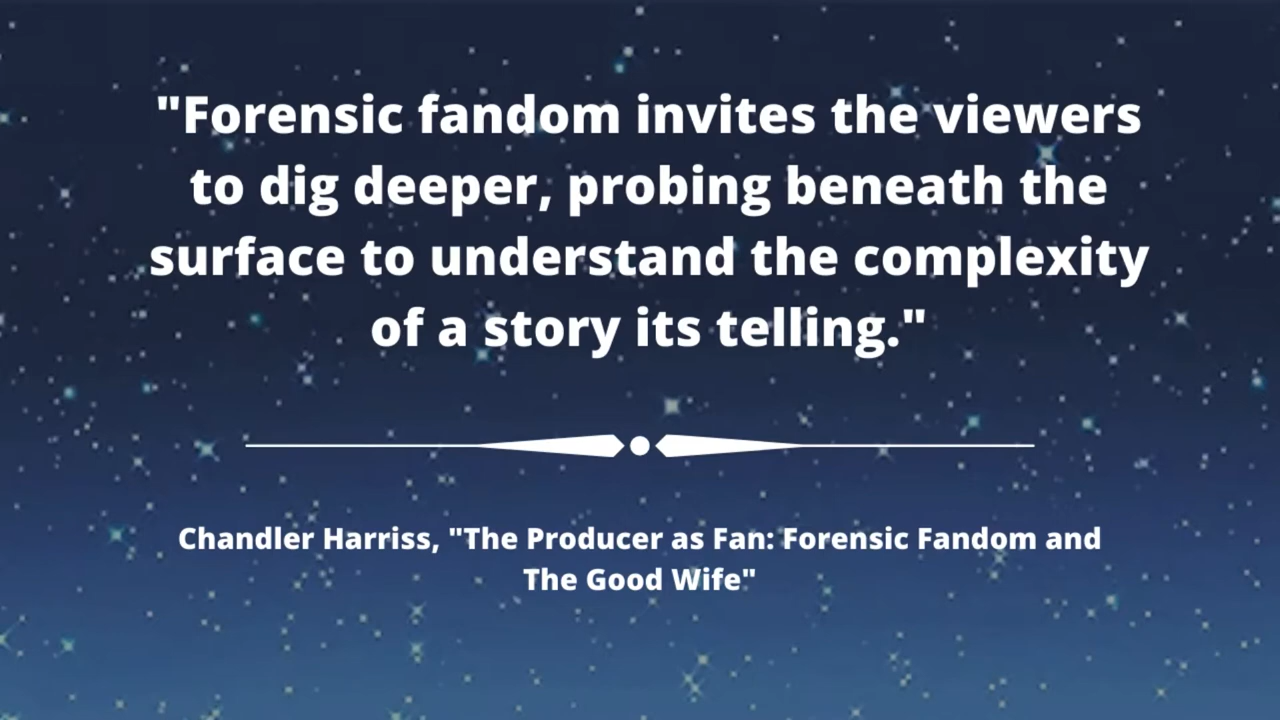 "Forensic fandom invites the viewers
to dig deeper, probing beneath the
surface to understand the complexity
of a story its telling."
Chandler Harriss, "The Producer as Fan: Forensic Fandom and
The Good Wife"